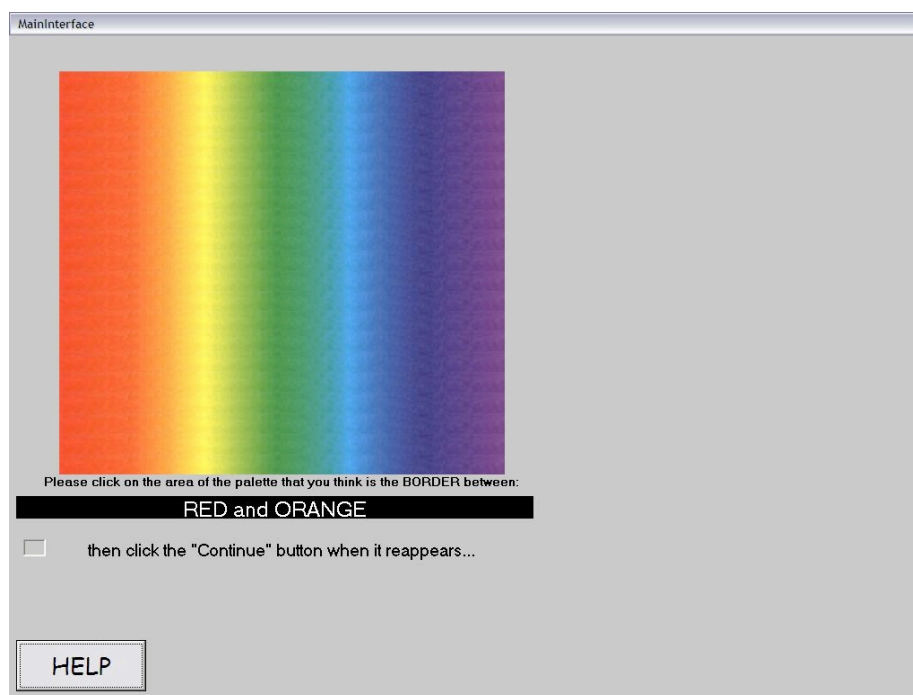 MainInterface
Please click on the area of the palette that you think is the BORDER between:
RED and ORANGE
then click the "Continue" button when it reappears...
HELP